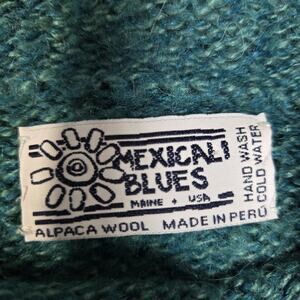 MEXICALI
BLUES
MAINE + USA
ALPACA WOOL MADE IN PERÚ
HAND WASH
COLD WATER